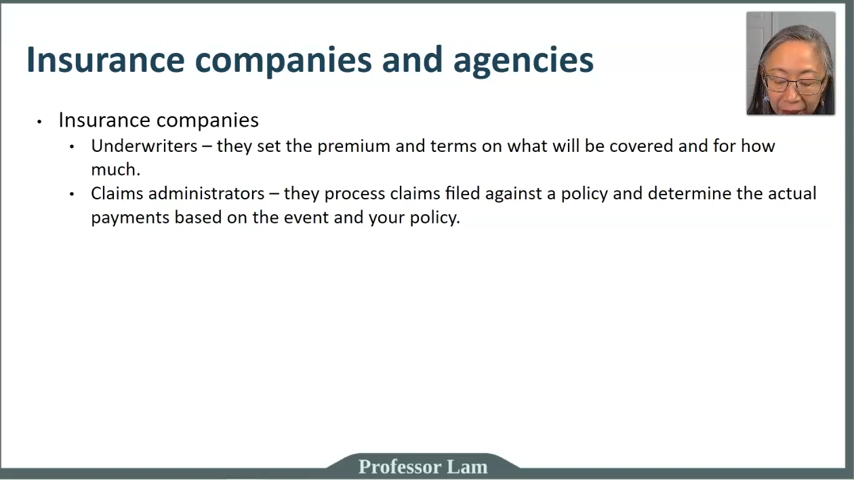 Insurance companies and agencies
• Insurance companies
• Underwriters – they set the premium and terms on what will be covered and for how
much.
• Claims administrators – they process claims filed against a policy and determine the actual
payments based on the event and your policy.
Professor Lam